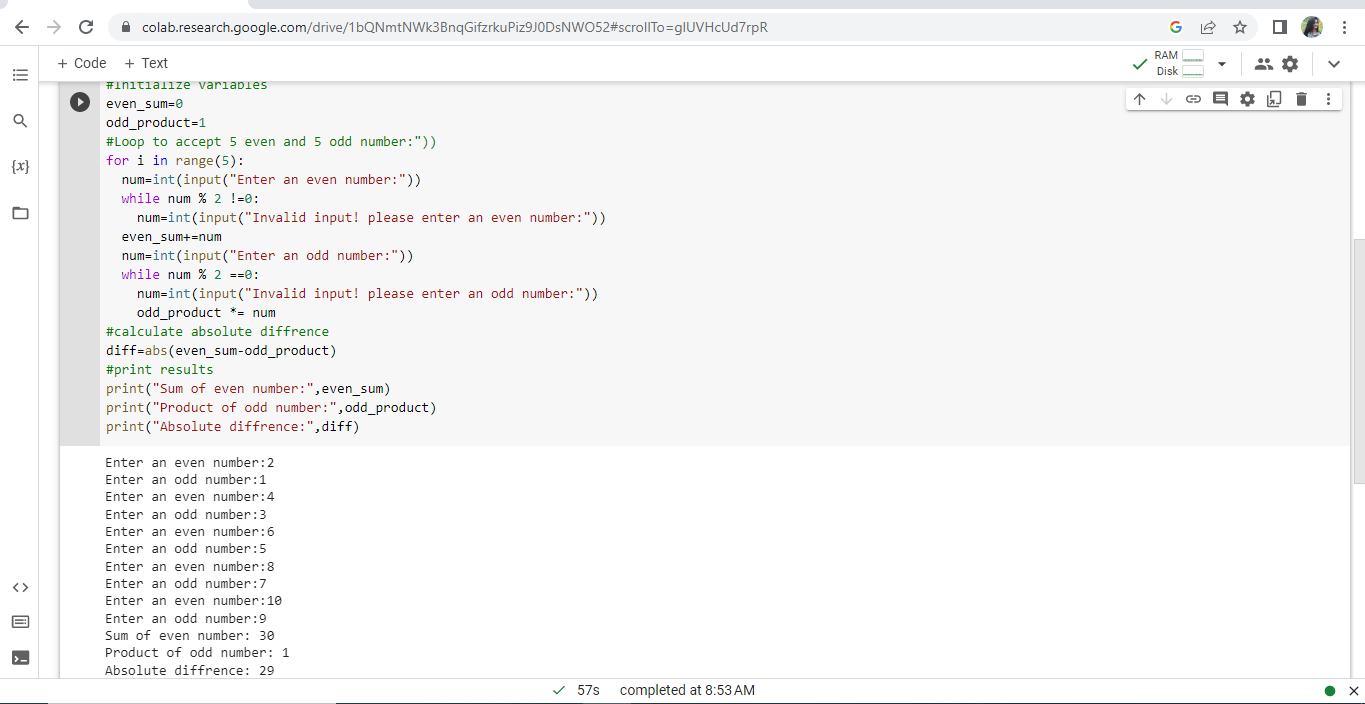 colab.research.google.com/drive/1bQNmtNWk3BnqGifzrkuPiz9J0DsNWO52#scrollTo=gIUVHcUd7rpR
+ Code + Text
RAM
Disk
#Initialize variables
even_sum=0
odd_product=1
#Loop to accept 5 even and 5 odd number:"))
for i in range(5):
  num=int(input("Enter an even number:"))
  while num % 2 !=0:
    num=int(input("Invalid input! please enter an even number:"))
  even_sum+=num
  num=int(input("Enter an odd number:"))
  while num % 2 ==0:
    num=int(input("Invalid input! please enter an odd number:"))
    odd_product *= num
#calculate absolute diffrence
diff=abs(even_sum-odd_product)
#print results
print("Sum of even number:",even_sum)
print("Product of odd number:",odd_product)
print("Absolute diffrence:",diff)
Enter an even number:2
Enter an odd number:1
Enter an even number:4
Enter an odd number:3
Enter an even number:6
Enter an odd number:5
Enter an even number:8
Enter an odd number:7
Enter an even number:10
Enter an odd number:9
Sum of even number: 30
Product of odd number: 1
Absolute diffrence: 29
{x}
57s completed at 8:53 AM